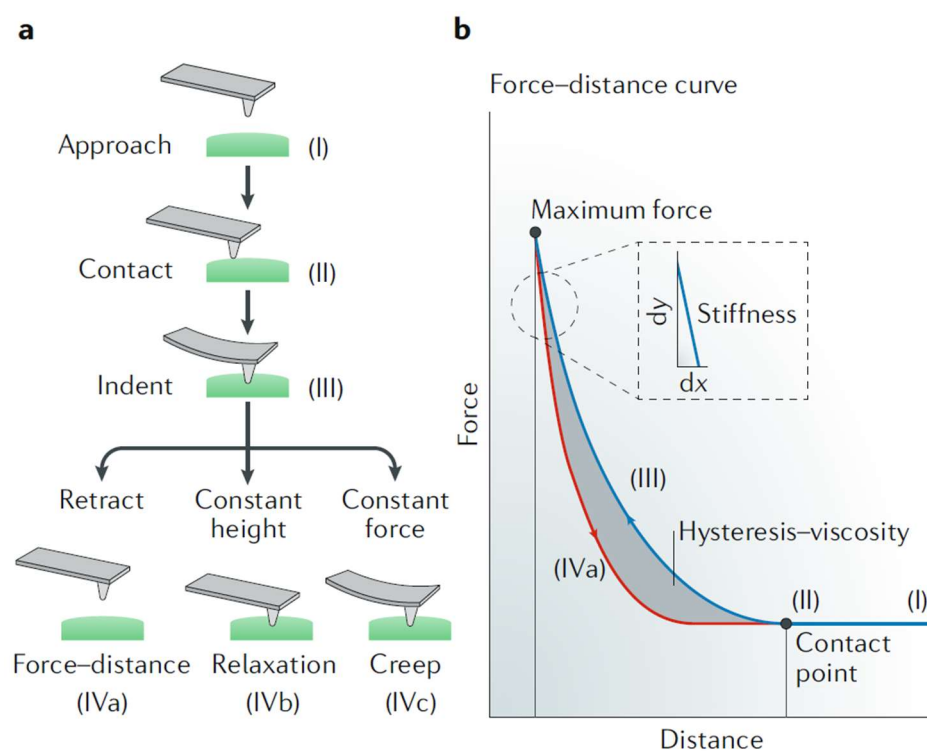 a
Approach
(I)
Contact
(II)
Indent
(III)
Retract
Constant
height
Constant
force
Force–distance
(IVa)
Relaxation
(IVb)
Creep
(IVc)
b
Force–distance curve
Maximum force
dy
Stiffness
dx
Force
(III)
Hysteresis–viscosity
(IVa)
(II)
(I)
Contact
point
Distance